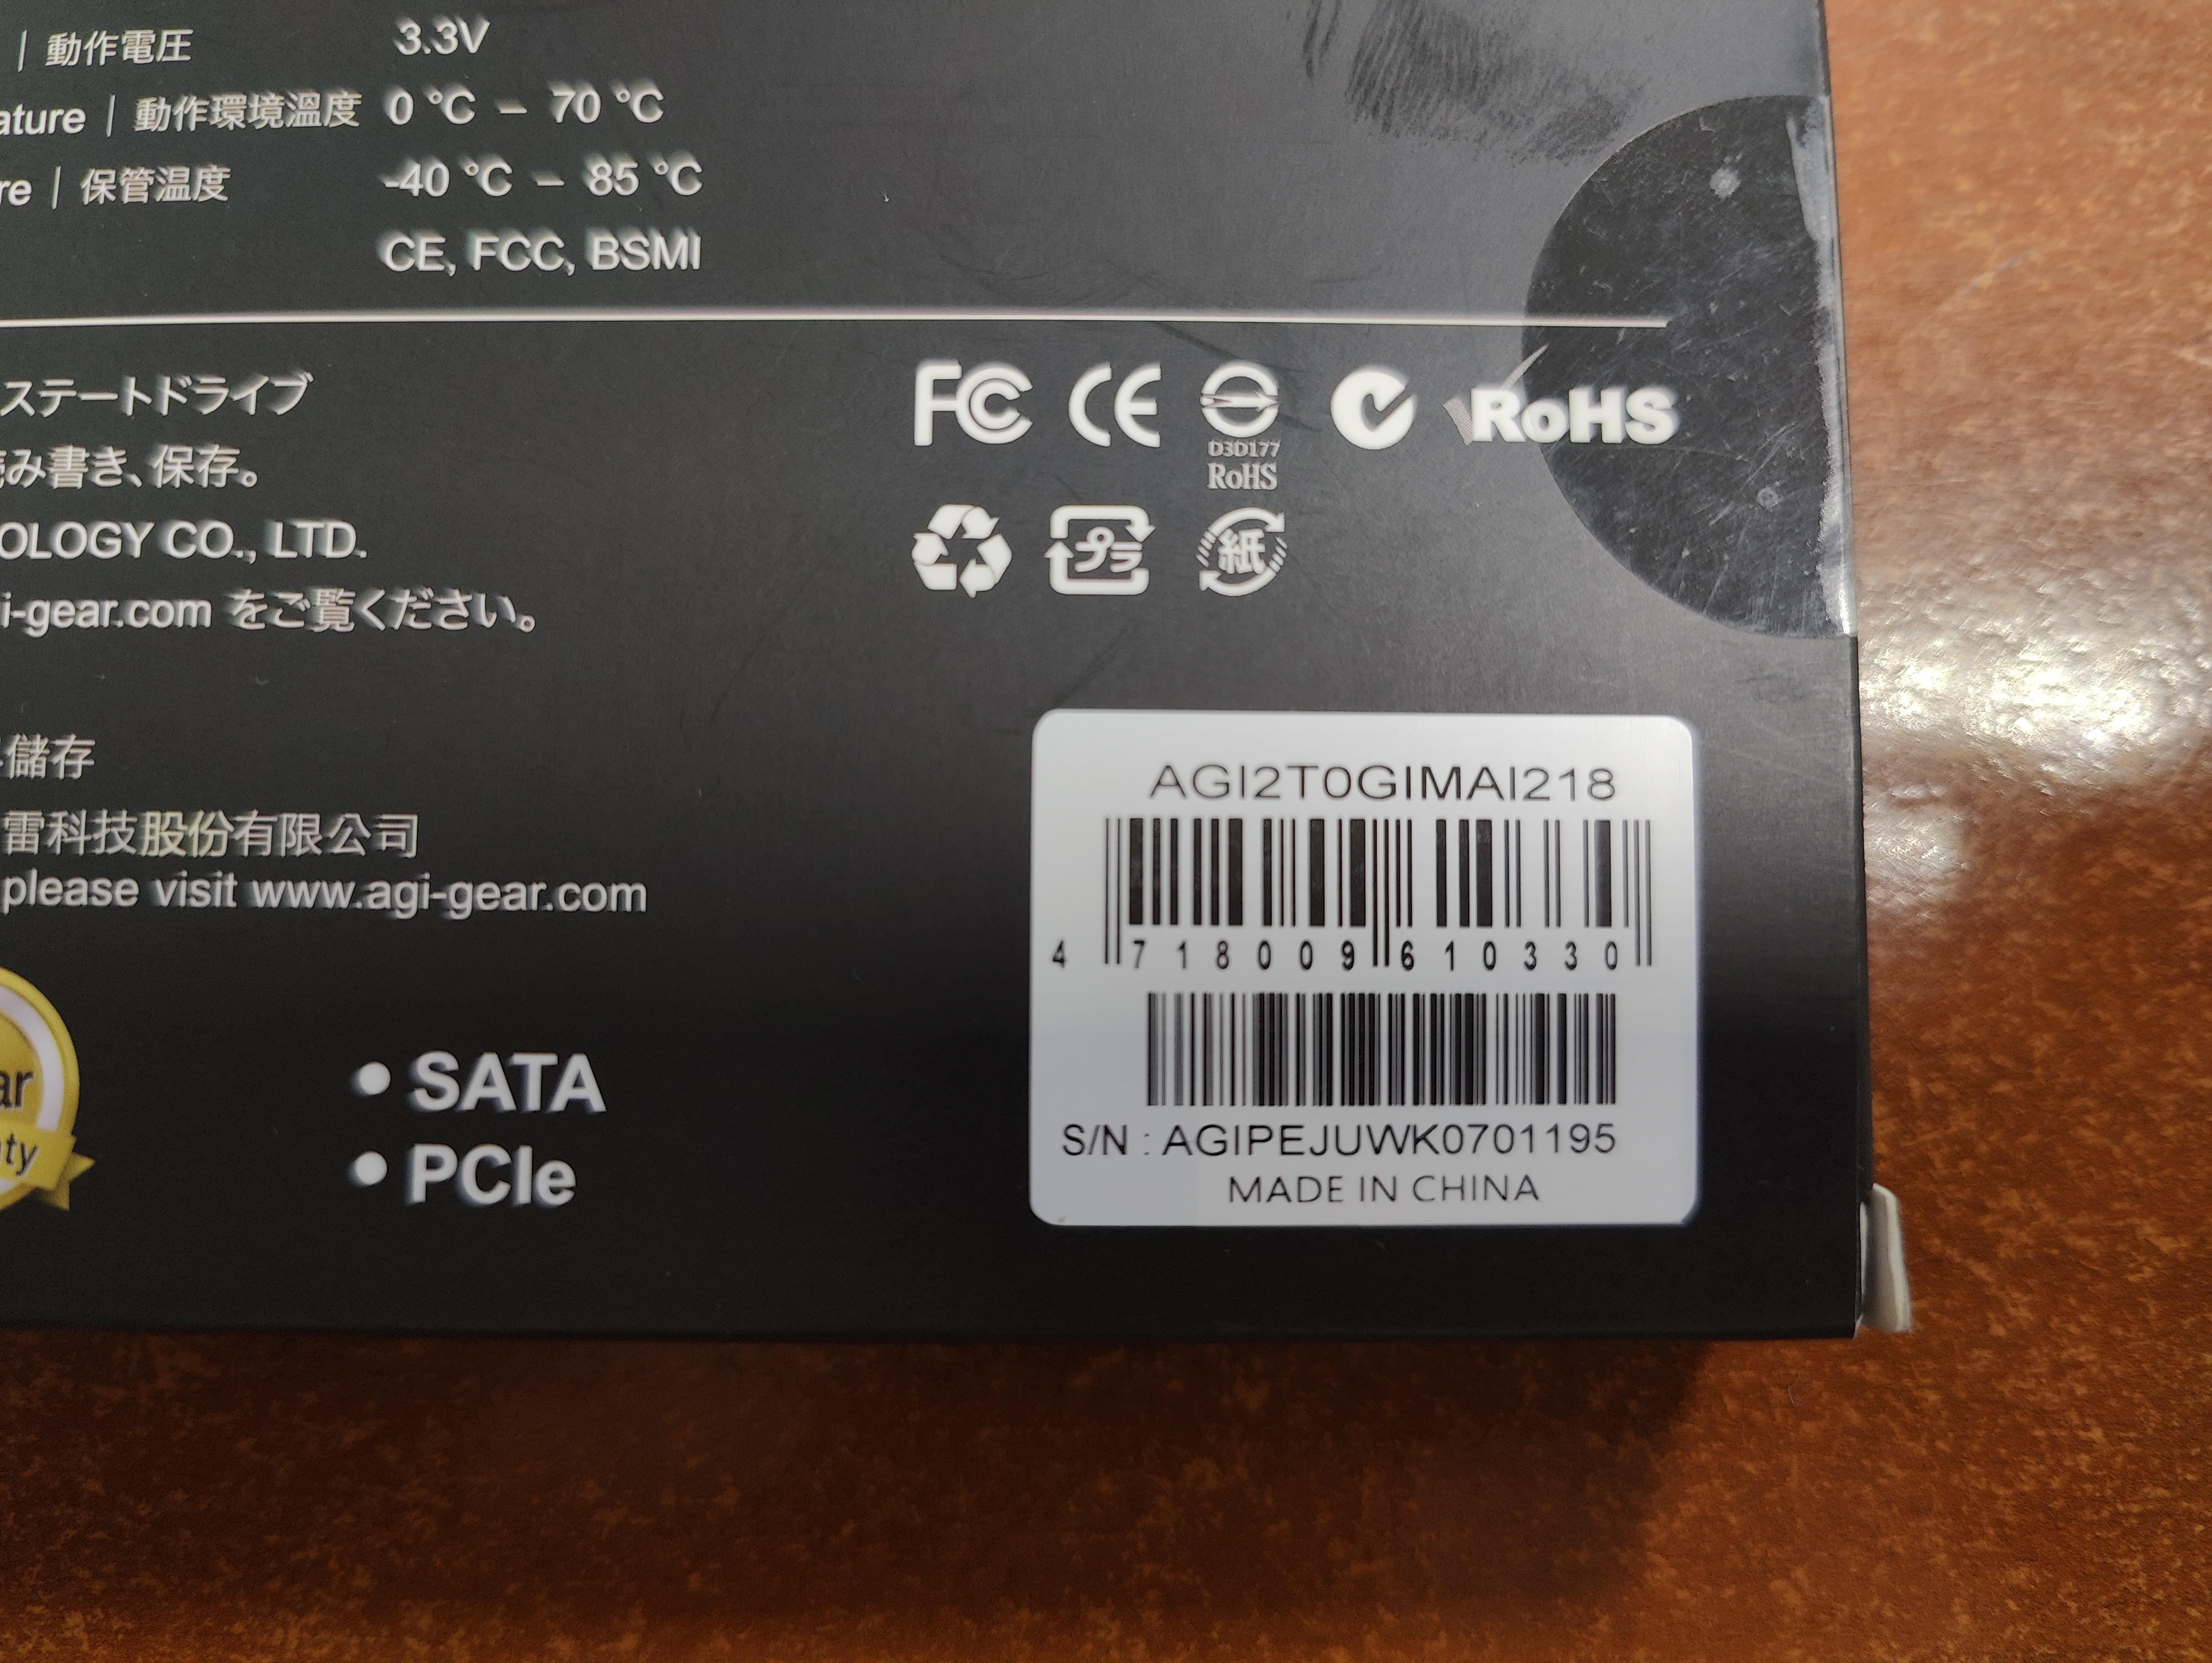 | 動作電圧 3.3V
ature | 動作環境溫度 0 °C – 70 °C
re | 保管温度 -40 °C – 85 °C
CE, FCC, BSMI
ステートドライブ
み書き、保存。
OLOGY CO., LTD.
i-gear.com をご覧ください。
儲存
雷科技股份有限公司
please visit www.agi-gear.com
ar
nty
• SATA
• PCIe
FC CE RoHS
D3D177
RoHS
プラ 紙
AGI2T0GIMAI218
4 718009 610330
S/N : AGIPEJUWK0701195
MADE IN CHINA